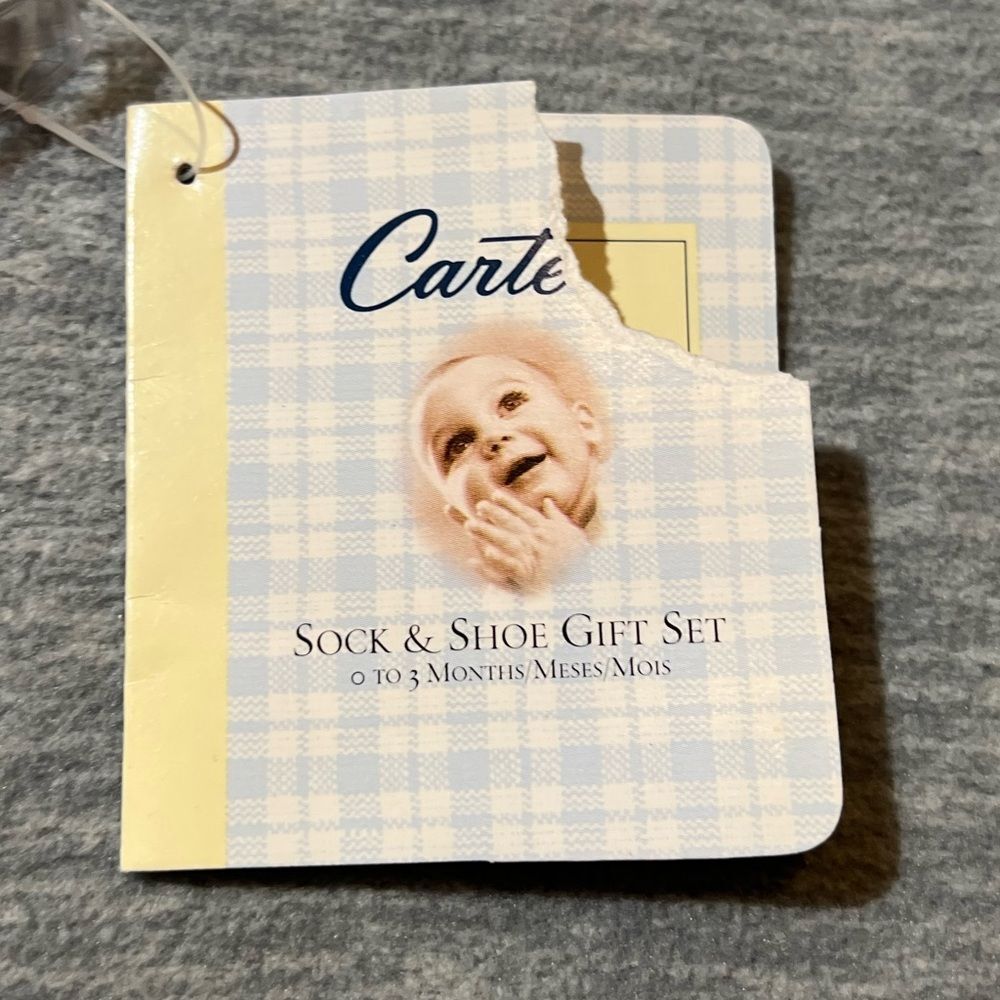 Carte
Sock & Shoe Gift Set
0 to 3 Months/Meses/Mois